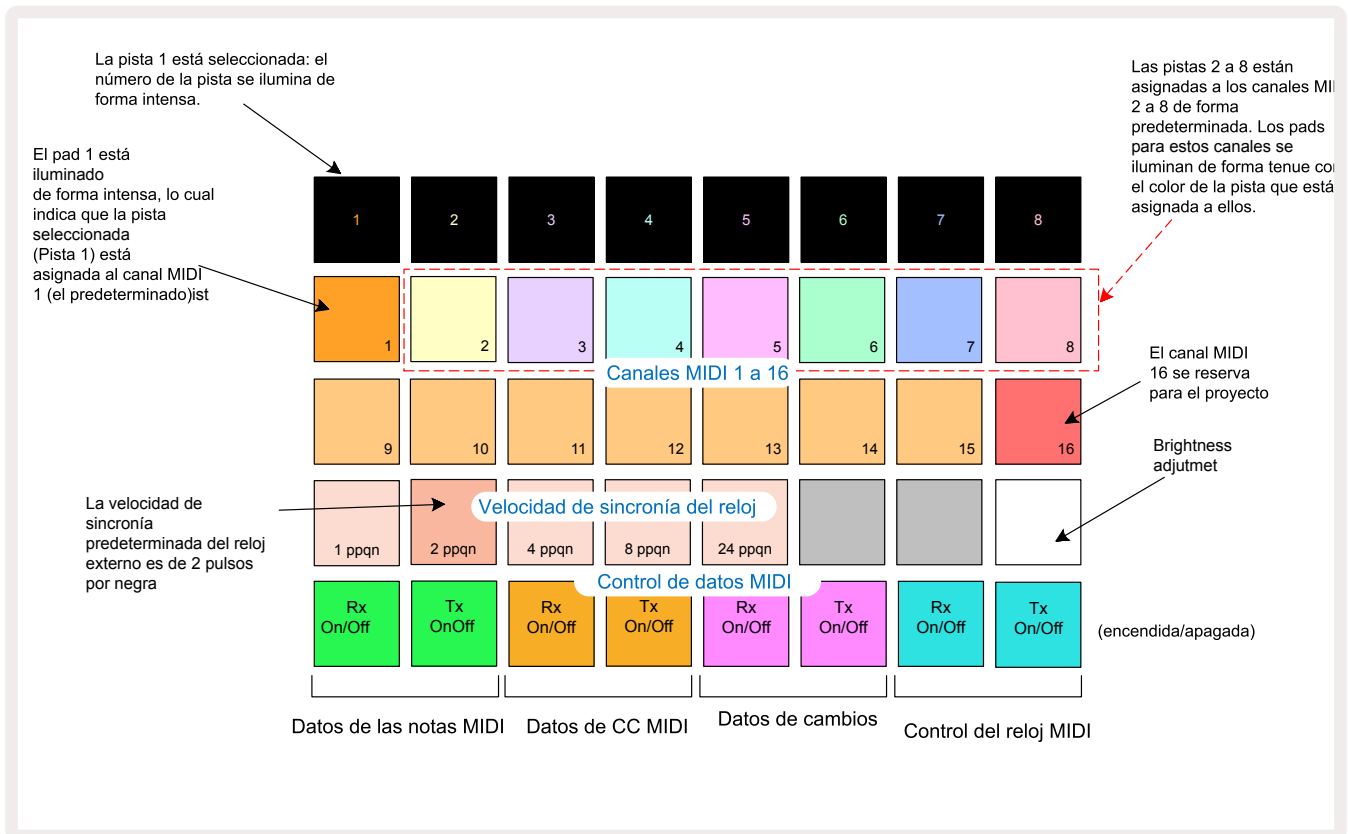 La pista 1 está seleccionada: el
número de la pista se ilumina de
forma intensa.
Las pistas 2 a 8 están
asignadas a los canales MI
2 a 8 de forma
predeterminada. Los pads
para estos canales se
iluminan de forma tenue co
el color de la pista que está
asignada a ellos.
El pad 1 está
iluminado
de forma intensa, lo cual
indica que la pista
seleccionada
(Pista 1) está
asignada al canal MIDI
1 (el predeterminado)ist
1 2 3 4 5 6 7 8
1 2 3 4 5 6 7 8
Canales MIDI 1 a 16
El canal MIDI
16 se reserva
para el proyecto
9 10 11 12 13 14 15 16
Brightness
adjutmet
La velocidad de
sincronía
predeterminada del reloj
externo es de 2 pulsos
por negra
Velocidad de sincronía del reloj
1 ppqn 2 ppqn 4 ppqn 8 ppqn 24 ppqn
Control de datos MIDI
Rx Tx Rx Tx Rx Tx Rx Tx
On/Off OnOff On/Off On/Off On/Off On/Off On/Off On/Off
(encendida/apagada)
Datos de las notas MIDI Datos de CC MIDI Datos de cambios Control del reloj MIDI